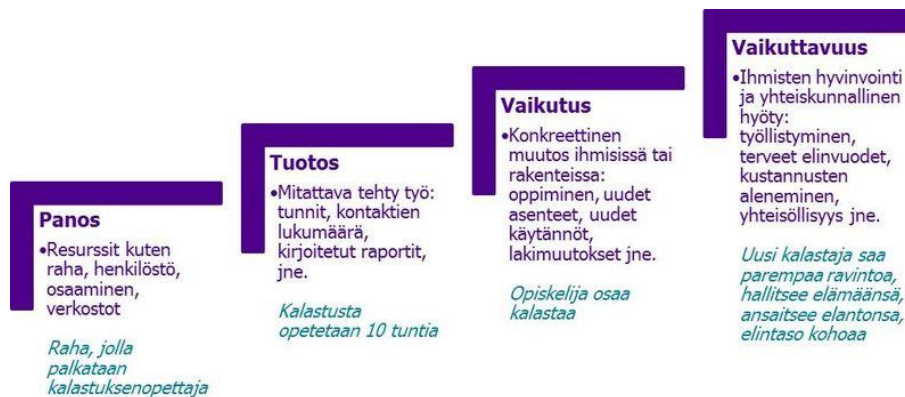 Panos
•Resurssit kuten
raha, henkilöstö,
osaaminen,
verkostot
Raha, jolla
palkataan
kalastuksenopettaja
Tuotos
•Mitattava tehty työ:
tunnit, kontaktien
lukumäärä,
kirjoitetut raportit,
jne.
Kalastusta
opetetaan 10 tuntia
Vaikutus
•Konkreettinen
muutos ihmisissä tai
rakenteissa:
oppiminen, uudet
asenteet, uudet
käytännöt,
lakimuutokset jne.
Opiskelija osaa
kalastaa
Vaikuttavuus
•Ihmisten hyvinvointi
ja yhteiskunnallinen
hyöty:
työllistyminen,
terveet elinvuodet,
kustannusten
aleneminen,
yhteisöllisyys jne.
Uusi kalastaja saa
parempaa ravintoa,
hallitsee elämäänsä,
ansaitsee elantonsa,
elintaso kohoaa